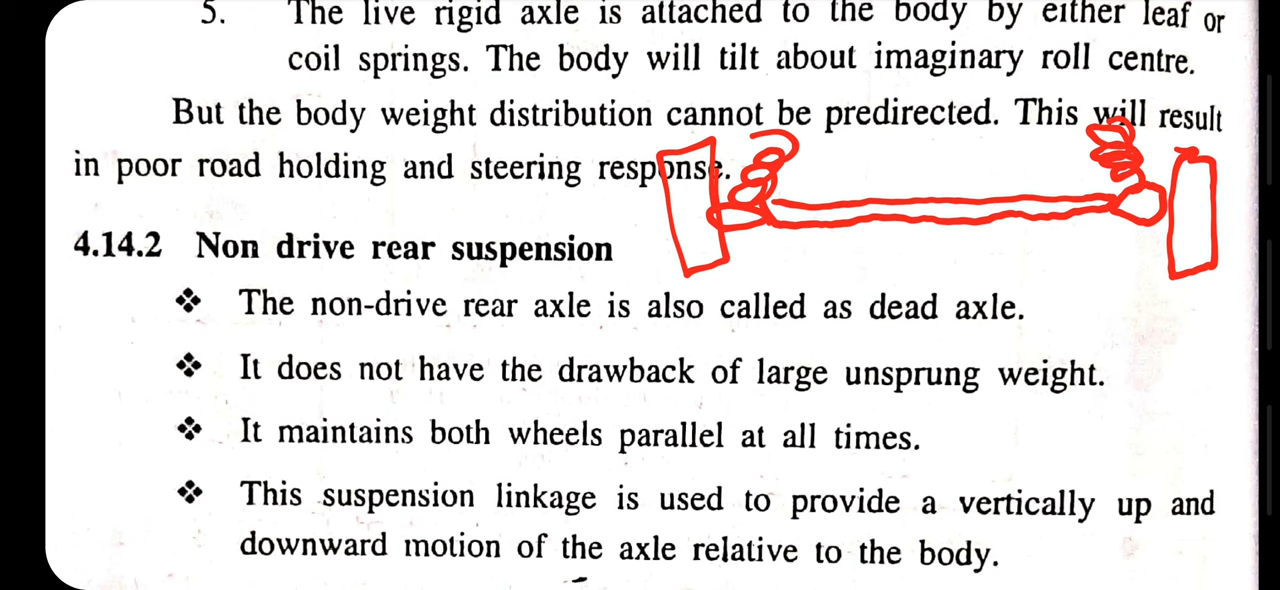 5. The live rigid axle is attached to the body by either leaf or
coil springs. The body will tilt about imaginary roll centre.
But the body weight distribution cannot be predirected. This will result
in poor road holding and steering response.
4.14.2 Non drive rear suspension
❖ The non-drive rear axle is also called as dead axle.
❖ It does not have the drawback of large unsprung weight.
❖ It maintains both wheels parallel at all times.
❖ This suspension linkage is used to provide a vertically up and
downward motion of the axle relative to the body.